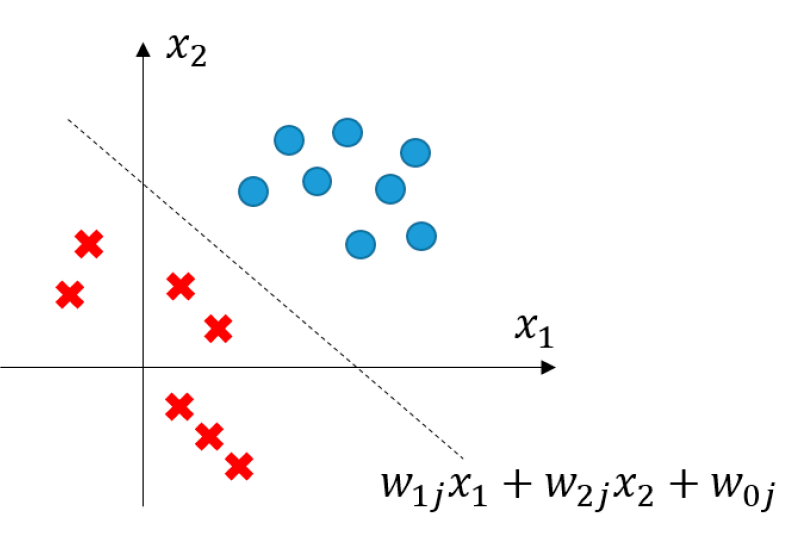 x₂
x₁
w₁ⱼx₁ + w₂ⱼx₂ + w₀ⱼ